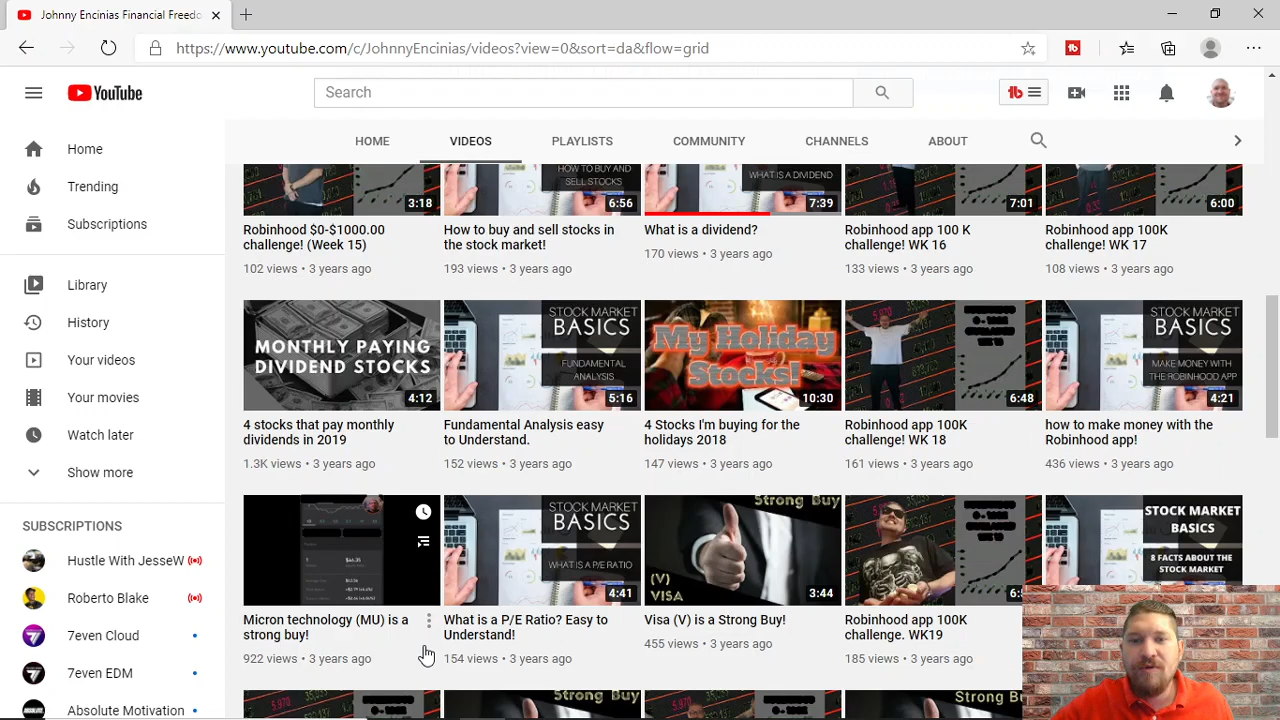 Johnny Encinias
https://www.youtube.com/c/JohnnyEncinias/videos?view=0&sort=da&flow=grid
YouTube
Search
HOME VIDEOS PLAYLISTS COMMUNITY CHANNELS ABOUT
Home
Trending
Subscriptions
Library
History
Your videos
Your movies
Watch later
Show more
SUBSCRIPTIONS
Hustle With JesseW
Roberto Blake
7even Cloud
7even EDM
Absolute Motivation
3:18
Robinhood $0-$1000.00
challenge! (Week 15)
102 views • 3 years ago
HOW TO BUY AND
SELL STOCKS
6:56
How to buy and sell stocks in
the stock market!
193 views • 3 years ago
WHAT IS A DIVIDEND
7:39
What is a dividend?
170 views • 3 years ago
7:01
Robinhood app 100 K
challenge! WK 16
133 views • 3 years ago
6:00
Robinhood app 100K
challenge! WK 17
108 views • 3 years ago
MONTHLY PAYING
DIVIDEND STOCKS
4:12
4 stocks that pay monthly
dividends in 2019
1.3K views • 3 years ago
STOCK MARKET
BASICS
FUNDAMENTAL
ANALYSIS
5:16
Fundamental Analysis easy
to Understand.
152 views • 3 years ago
My Holiday
Stocks!
10:30
4 Stocks I'm buying for the
holidays 2018
147 views • 3 years ago
6:48
Robinhood app 100K
challenge! WK 18
161 views • 3 years ago
STOCK MARKET
BASICS
MAKE MONEY WITH
THE ROBINHOOD APP
4:21
how to make money with the
Robinhood app!
436 views • 3 years ago
Micron technology (MU) is a
strong buy!
922 views • 3 years ago
STOCK MARKET
BASICS
WHAT IS A P/E RATIO
4:41
What is a P/E Ratio? Easy to
Understand!
154 views • 3 years ago
Strong Buy
(V)
VISA
3:44
Visa (V) is a Strong Buy!
455 views • 3 years ago
Robinhood app 100K
challenge. WK19
185 views • 3 years ago
STOCK MARKET
BASICS
8 FACTS ABOUT THE
STOCK MARKET
Strong Buy
Strong